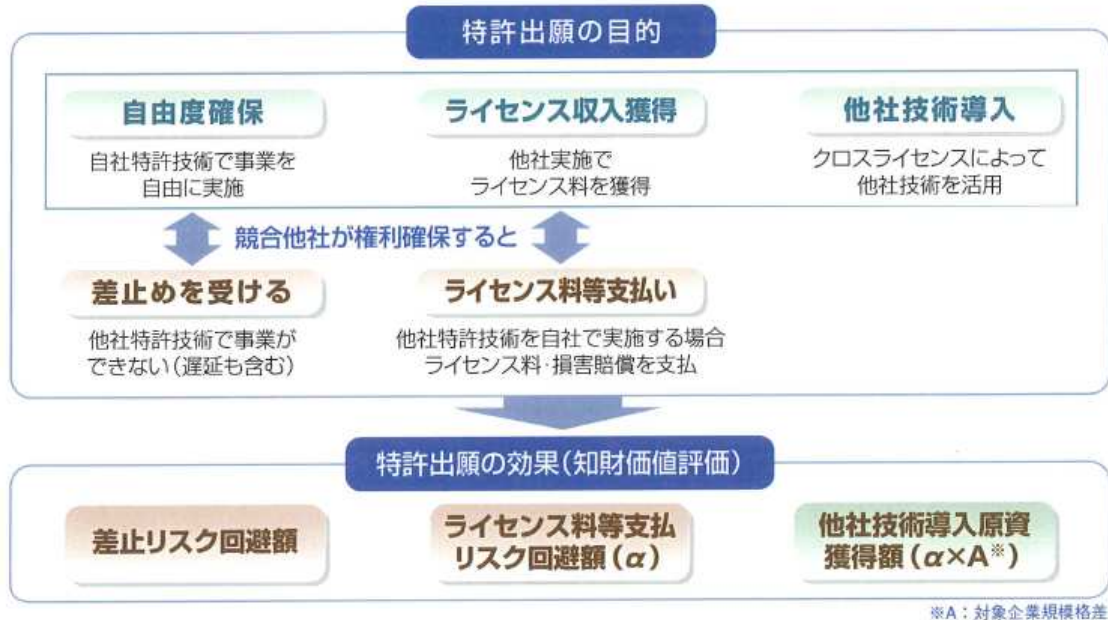 特許出願の目的
自由度確保
自社特許技術で事業を
自由に実施
ライセンス収入獲得
他社実施で
ライセンス料を獲得
他社技術導入
クロスライセンスによって
他社技術を活用
競合他社が権利確保すると
差止めを受ける
他社特許技術で事業が
できない(遅延も含む)
ライセンス料等支払い
他社特許技術を自社で実施する場合
ライセンス料・損害賠償を支払
特許出願の効果(知財価値評価)
差止リスク回避額
ライセンス料等支払
リスク回避額(α)
他社技術導入原資
獲得額(α×A※)
※A:対象企業規模格差